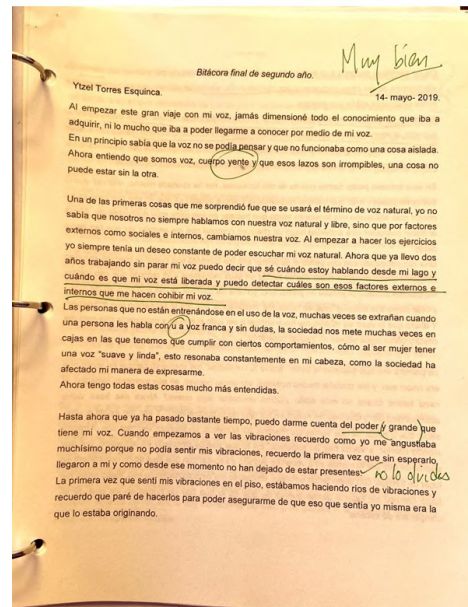 Muy bien
Bitácora final de segundo año.
Ytzel Torres Esquinca.
14- mayo- 2019.
Al empezar este gran viaje con mi voz, jamás dimensioné todo el conocimiento que iba a
adquirir, ni lo mucho que iba a poder llegarme a conocer por medio de mi voz.
En un principio sabía que la voz no se podía pensar y que no funcionaba como una cosa aislada.
Ahora entiendo que somos voz, cuerpo yente y que esos lazos son irrompibles, una cosa no
puede estar sin la otra.
Una de las primeras cosas que me sorprendió fue que se usará el término de voz natural, yo no
sabía que nosotros no siempre hablamos con nuestra voz natural y libre, sino que por factores
externos como sociales e internos, cambiamos nuestra voz. Al empezar a hacer los ejercicios
yo siempre tenía un deseo constante de poder escuchar mi voz natural. Ahora que ya llevo dos
años trabajando sin parar mi voz puedo decir que sé cuándo estoy hablando desde mi lago y
cuándo es que mi voz está liberada y puedo detectar cuáles son esos factores externos e
internos que me hacen cohibir mi voz.
Las personas que no están entrenándose en el uso de la voz, muchas veces se extrañan cuando
una persona les habla con u a voz franca y sin dudas, la sociedad nos mete muchas veces en
cajas en las que tenemos que cumplir con ciertos comportamientos, cómo al ser mujer tener
una voz "suave y linda", esto resonaba constantemente en mi cabeza, como la sociedad ha
afectado mi manera de expresarme.
Ahora tengo todas estas cosas mucho más entendidas.
Hasta ahora que ya ha pasado bastante tiempo, puedo darme cuenta del poder y grande que
tiene mi voz. Cuando empezamos a ver las vibraciones recuerdo como yo me angustiaba
muchísimo porque no podía sentir mis vibraciones, recuerdo la primera vez que sin esperarlo,
llegaron a mi y como desde ese momento no han dejado de estar presentes. no lo olvides
La primera vez que sentí mis vibraciones en el piso, estábamos haciendo ríos de vibraciones y
recuerdo que paré de hacerlos para poder asegurarme de que eso que sentía yo misma era la
que lo estaba originando.